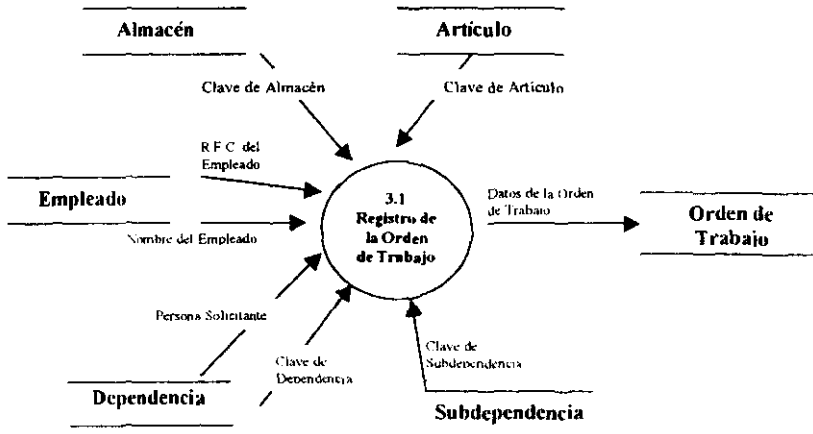 Almacén
Artículo
Clave de Almacén
Clave de Artículo
R F C del
Empleado
Empleado
Nombre del Empleado
3.1
Registro de
la Orden
de Trabajo
Datos de la Orden
de Trabajo
Orden de
Trabajo
Persona Solicitante
Clave de
Dependencia
Clave de
Subdependencia
Dependencia
Subdependencia